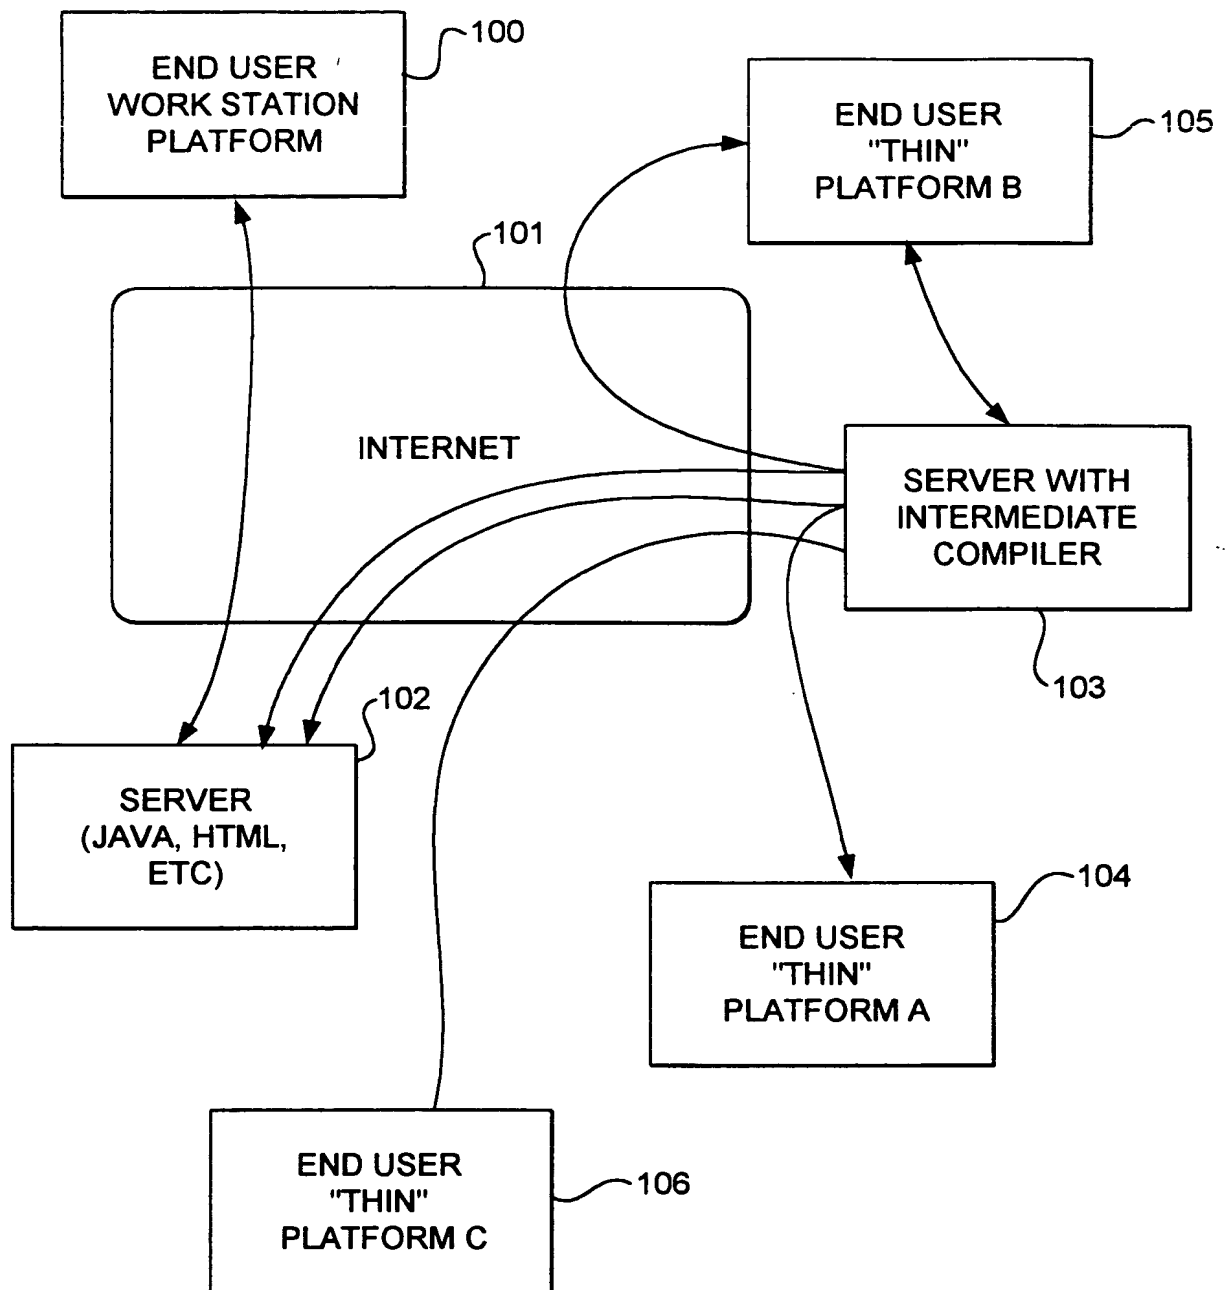 100
END USER
WORK STATION
PLATFORM
END USER
"THIN"
PLATFORM B
105
101
INTERNET
SERVER WITH
INTERMEDIATE
COMPILER
103
102
SERVER
(JAVA, HTML,
ETC)
104
END USER
"THIN"
PLATFORM A
END USER
"THIN"
PLATFORM C
106